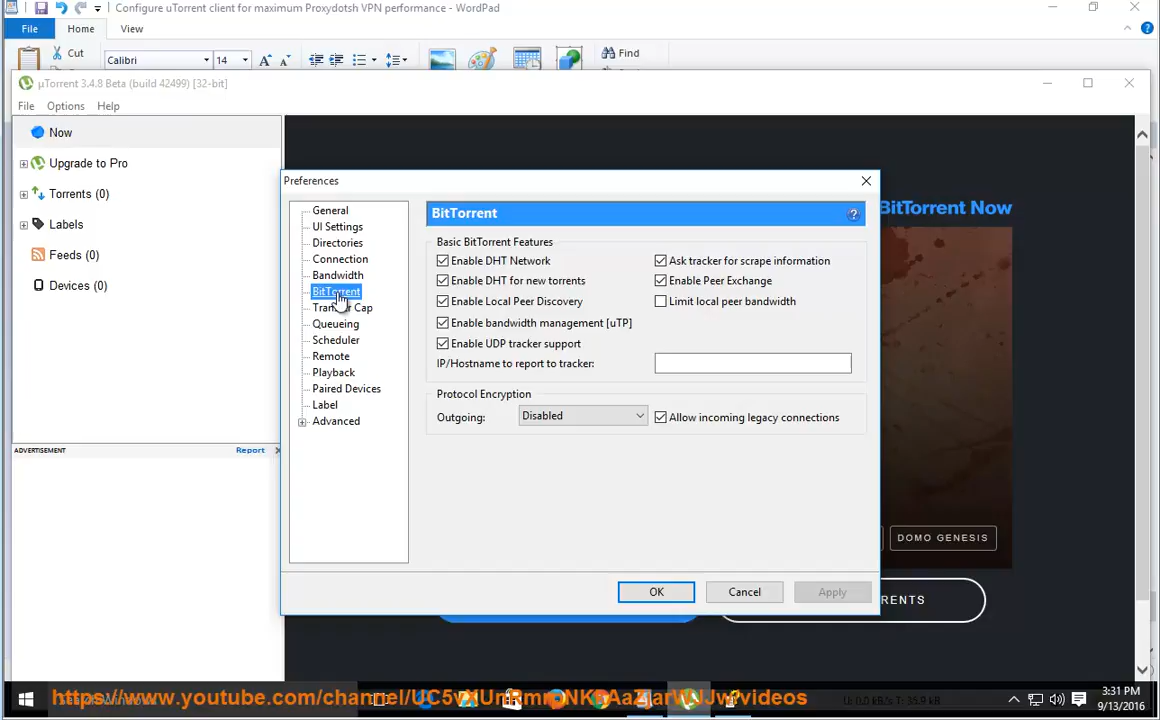 Configure uTorrent client for maximum Proxydotsh VPN performance - WordPad
File Home View
Cut
Calibri 14 Find
µTorrent 3.4.8 Beta (build 42499) [32-bit]
File Options Help
Now
Upgrade to Pro
Torrents (0)
Labels
Feeds (0)
Devices (0)
ADVERTISEMENT Report
Preferences
General
UI Settings
Directories
Connection
Bandwidth
BitTorrent
Queueing
Scheduler
Remote
Playback
Paired Devices
Label
Advanced
BitTorrent
Basic BitTorrent Features
Enable DHT Network
Ask tracker for scrape information
Enable DHT for new torrents
Enable Peer Exchange
Enable Local Peer Discovery
Limit local peer bandwidth
Enable bandwidth management [uTP]
Enable UDP tracker support
IP/Hostname to report to tracker:
Protocol Encryption
Outgoing: Disabled
Allow incoming legacy connections
OK Cancel Apply
BitTorrent Now
DOMO GENESIS
RENTS
3:31 PM
9/13/2016